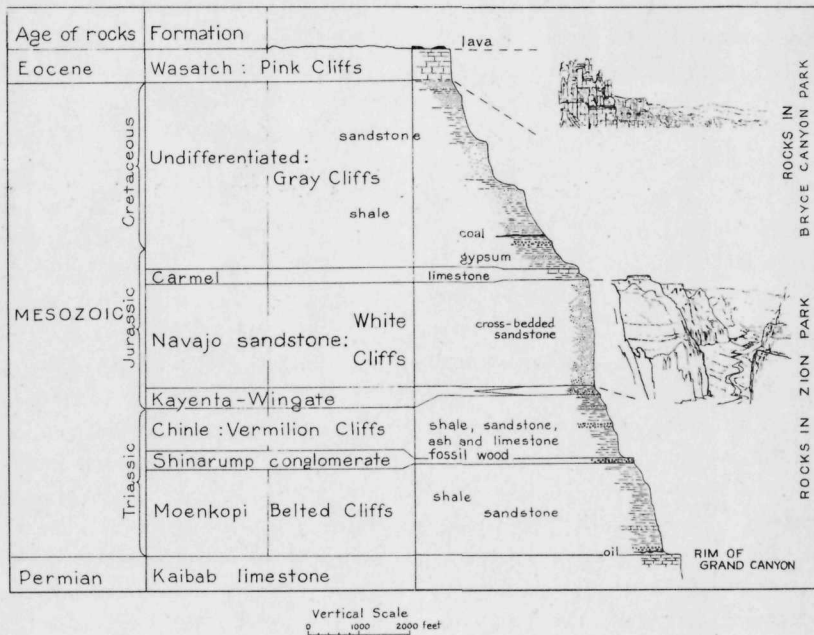 Age of rocks Formation
lava
Eocene Wasatch : Pink Cliffs
sandstone
Undifferentiated:
Gray Cliffs
shale
Cretaceous
coal
gypsum
Carmel limestone
MESOZOIC
Jurassic
White
Navajo sandstone:
Cliffs
cross-bedded
sandstone
Kayenta-Wingate
Chinle : Vermilion Cliffs
shale, sandstone,
ash and limestone
fossil wood
Shinarump conglomerate
Triassic
Moenkopi Belted Cliffs
shale
sandstone
oil
RIM OF
GRAND CANYON
Permian Kaibab limestone
ROCKS IN
BRYCE CANYON PARK
ROCKS IN ZION PARK
Vertical Scale
0 1000 2000 feet